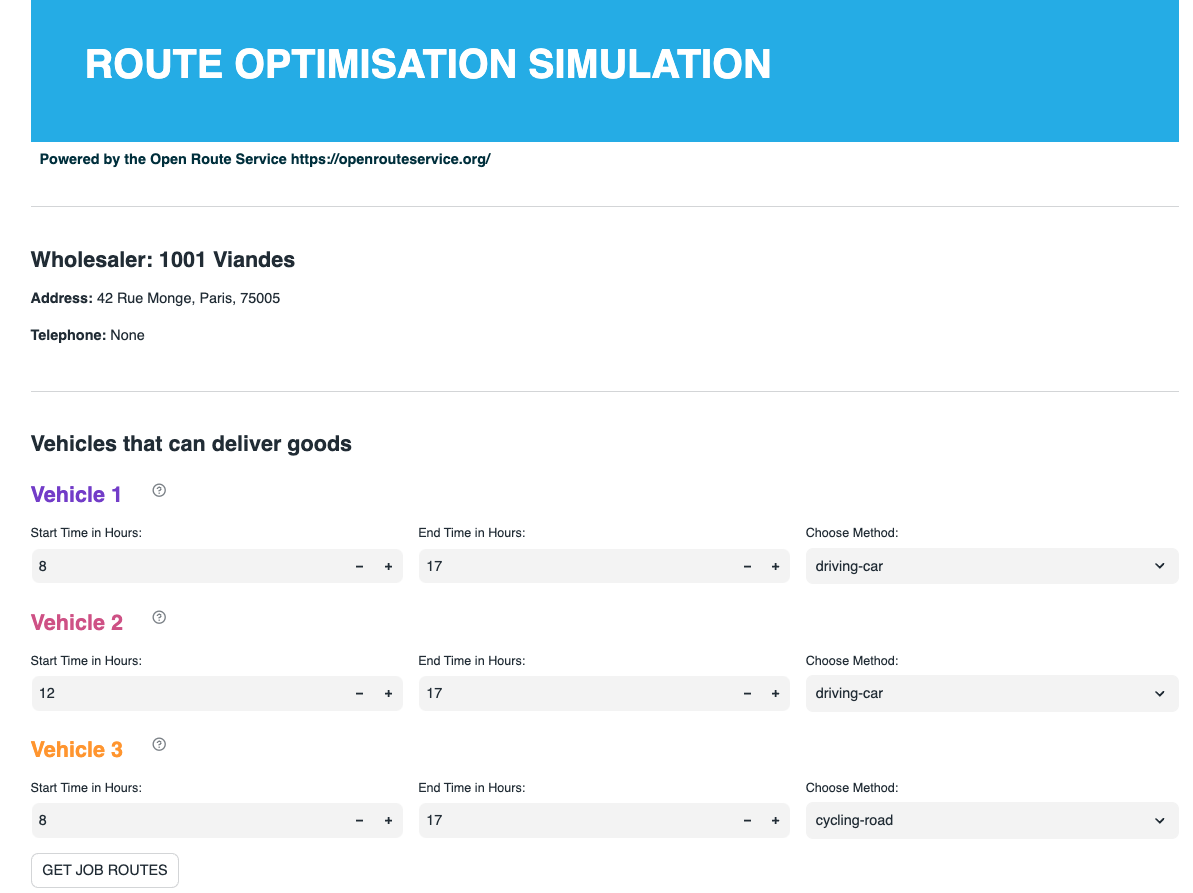 ROUTE OPTIMISATION SIMULATION
Powered by the Open Route Service https://openrouteservice.org/
Wholesaler: 1001 Viandes
Address: 42 Rue Monge, Paris, 75005
Telephone: None
Vehicles that can deliver goods
Vehicle 1
Start Time in Hours: End Time in Hours: Choose Method:
8 − + 17 − + driving-car
Vehicle 2
Start Time in Hours: End Time in Hours: Choose Method:
12 − + 17 − + driving-car
Vehicle 3
Start Time in Hours: End Time in Hours: Choose Method:
8 − + 17 − + cycling-road
GET JOB ROUTES